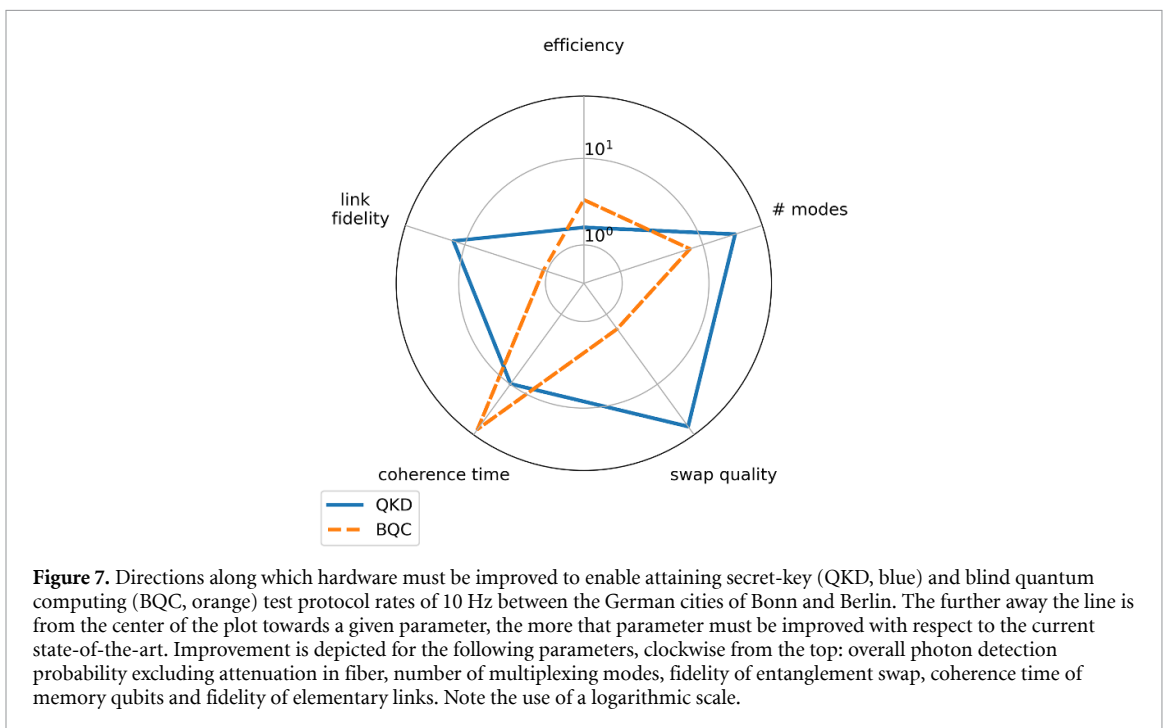 efficiency
10¹
link
fidelity
# modes
10⁰
coherence time
swap quality
QKD
BQC
Figure 7. Directions along which hardware must be improved to enable attaining secret-key (QKD, blue) and blind quantum
computing (BQC, orange) test protocol rates of 10 Hz between the German cities of Bonn and Berlin. The further away the line is
from the center of the plot towards a given parameter, the more that parameter must be improved with respect to the current
state-of-the-art. Improvement is depicted for the following parameters, clockwise from the top: overall photon detection
probability excluding attenuation in fiber, number of multiplexing modes, fidelity of entanglement swap, coherence time of
memory qubits and fidelity of elementary links. Note the use of a logarithmic scale.